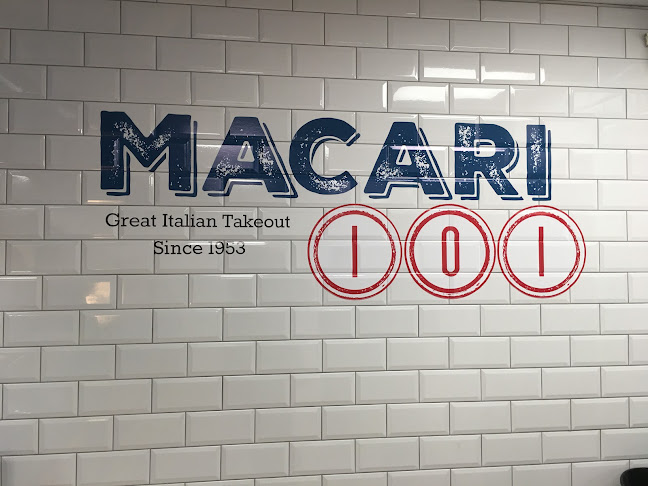 MACARI
Great Italian Takeout
Since 1953
101